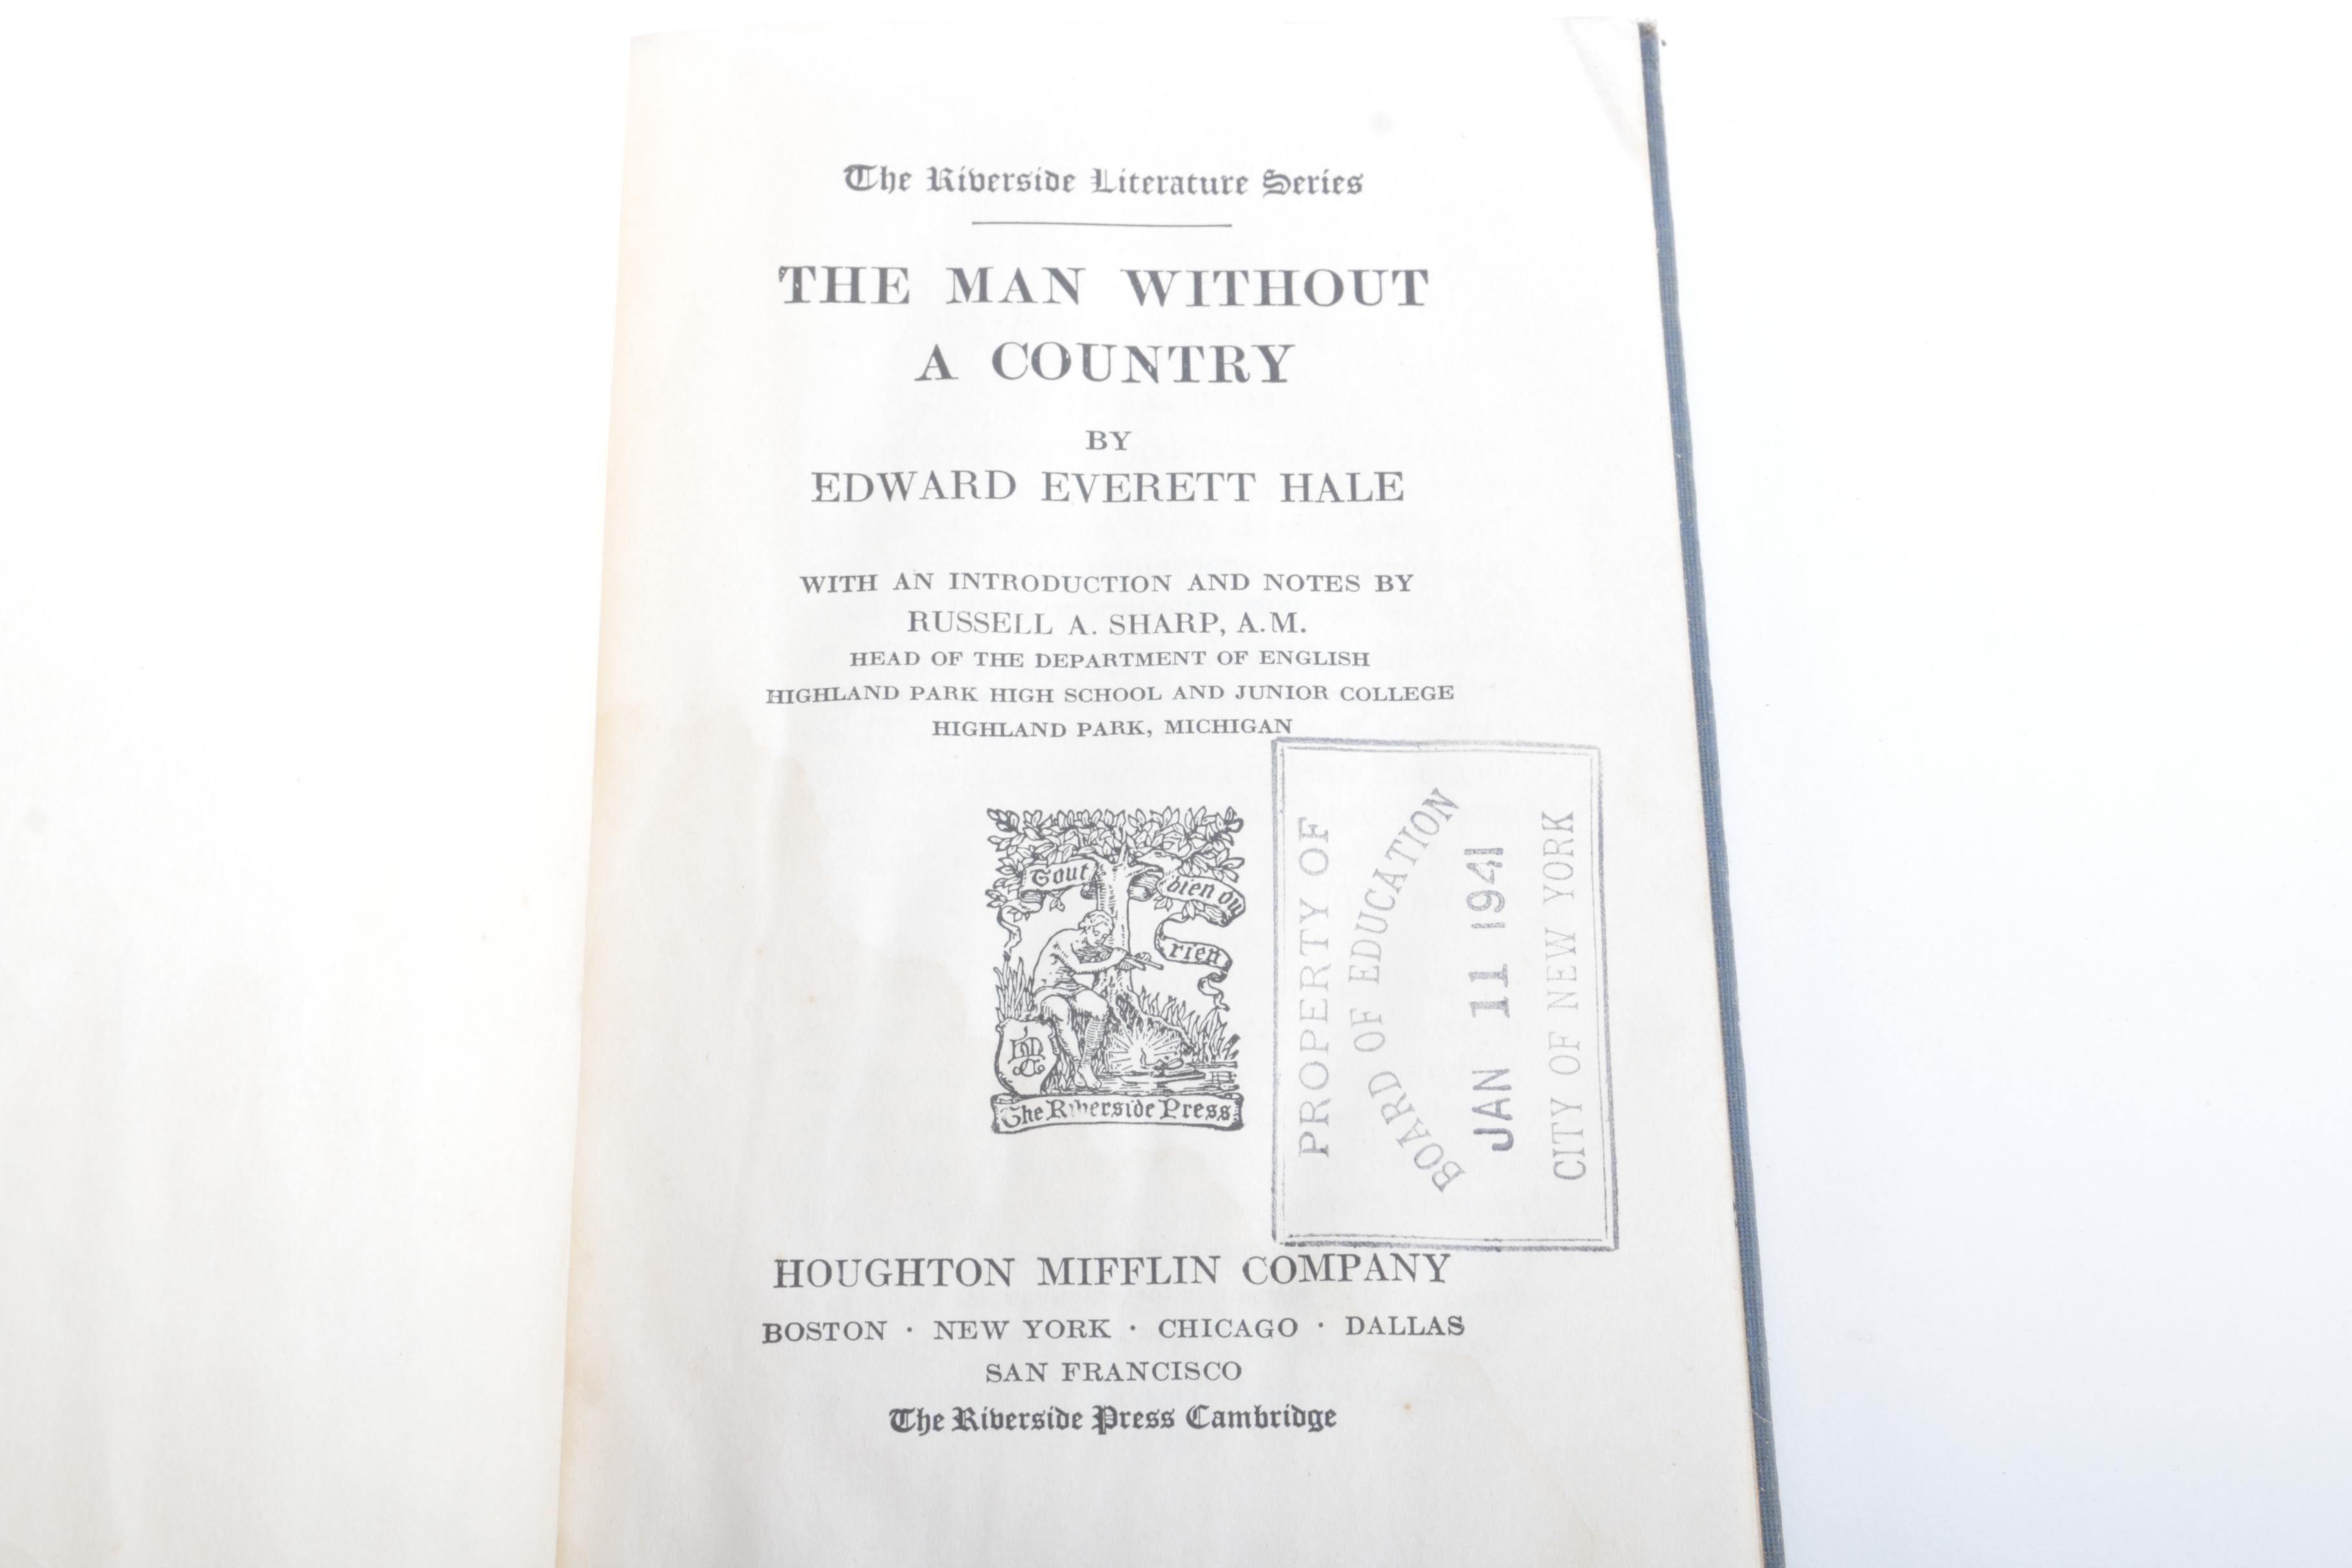 The Riverside Literature Series
THE MAN WITHOUT
A COUNTRY
BY
EDWARD EVERETT HALE
WITH AN INTRODUCTION AND NOTES BY
RUSSELL A. SHARP, A.M.
HEAD OF THE DEPARTMENT OF ENGLISH
HIGHLAND PARK HIGH SCHOOL AND JUNIOR COLLEGE
HIGHLAND PARK, MICHIGAN
Tout
bien ou
rien
The Riverside Press
PROPERTY OF
BOARD OF EDUCATION
JAN 11 1941
CITY OF NEW YORK
HOUGHTON MIFFLIN COMPANY
BOSTON · NEW YORK · CHICAGO · DALLAS
SAN FRANCISCO
The Riverside Press Cambridge